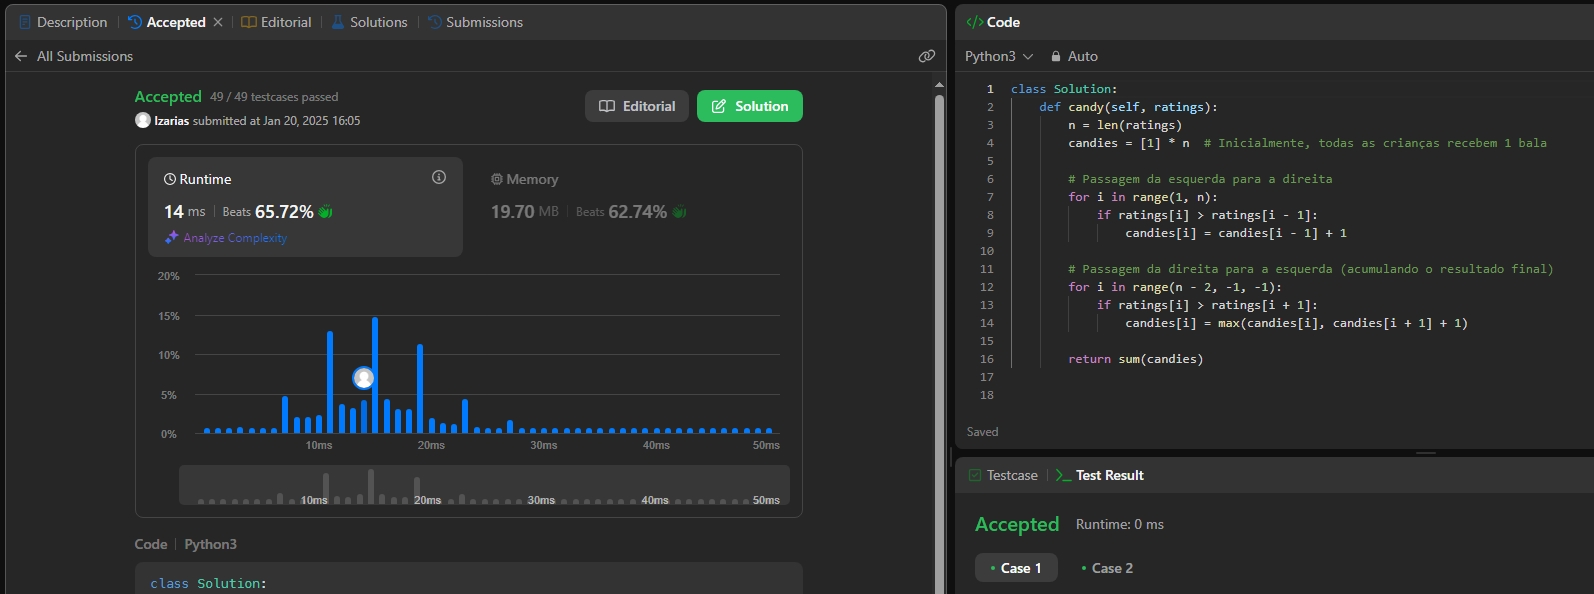 Description Accepted Editorial Solutions Submissions
All Submissions
Accepted 49 / 49 testcases passed
Izarias submitted at Jan 20, 2025 16:05
Editorial
Solution
Runtime
14 ms Beats 65.72%
Analyze Complexity
Memory
19.70 MB Beats 62.74%
20%
15%
10%
5%
0%
10ms 20ms 30ms 40ms 50ms
10ms 20ms 30ms 40ms 50ms
Code Python3
class Solution:
</> Code
Python3 Auto
1 class Solution:
2 def candy(self, ratings):
3 n = len(ratings)
4 candies = [1] * n # Inicialmente, todas as crianças recebem 1 bala
5
6 # Passagem da esquerda para a direita
7 for i in range(1, n):
8 if ratings[i] > ratings[i - 1]:
9 candies[i] = candies[i - 1] + 1
10
11 # Passagem da direita para a esquerda (acumulando o resultado final)
12 for i in range(n - 2, -1, -1):
13 if ratings[i] > ratings[i + 1]:
14 candies[i] = max(candies[i], candies[i + 1] + 1)
15
16 return sum(candies)
17
18
Saved
Testcase >_ Test Result
Accepted Runtime: 0 ms
• Case 1 • Case 2